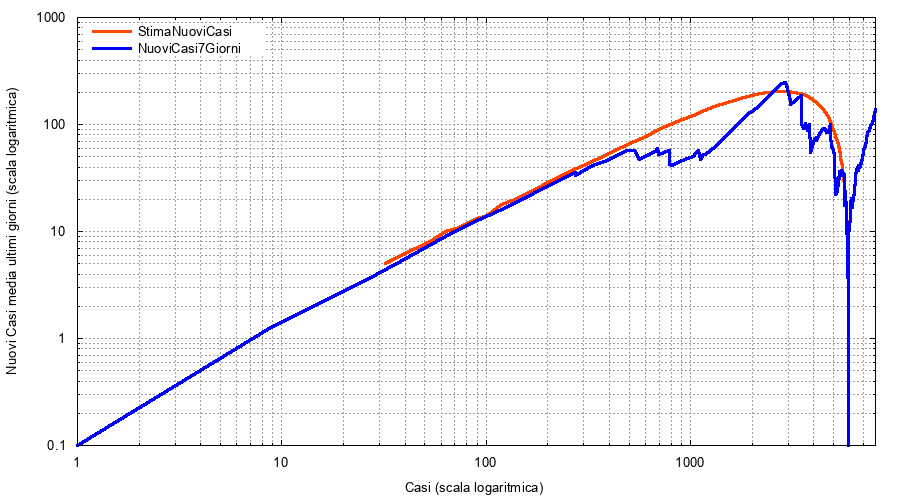 1000
StimaNuoviCasi
NuoviCasi7Giorni
100
10
1
0.1
Nuovi Casi media ultimi giorni (scala logaritmica)
1 10 100 1000
Casi (scala logaritmica)